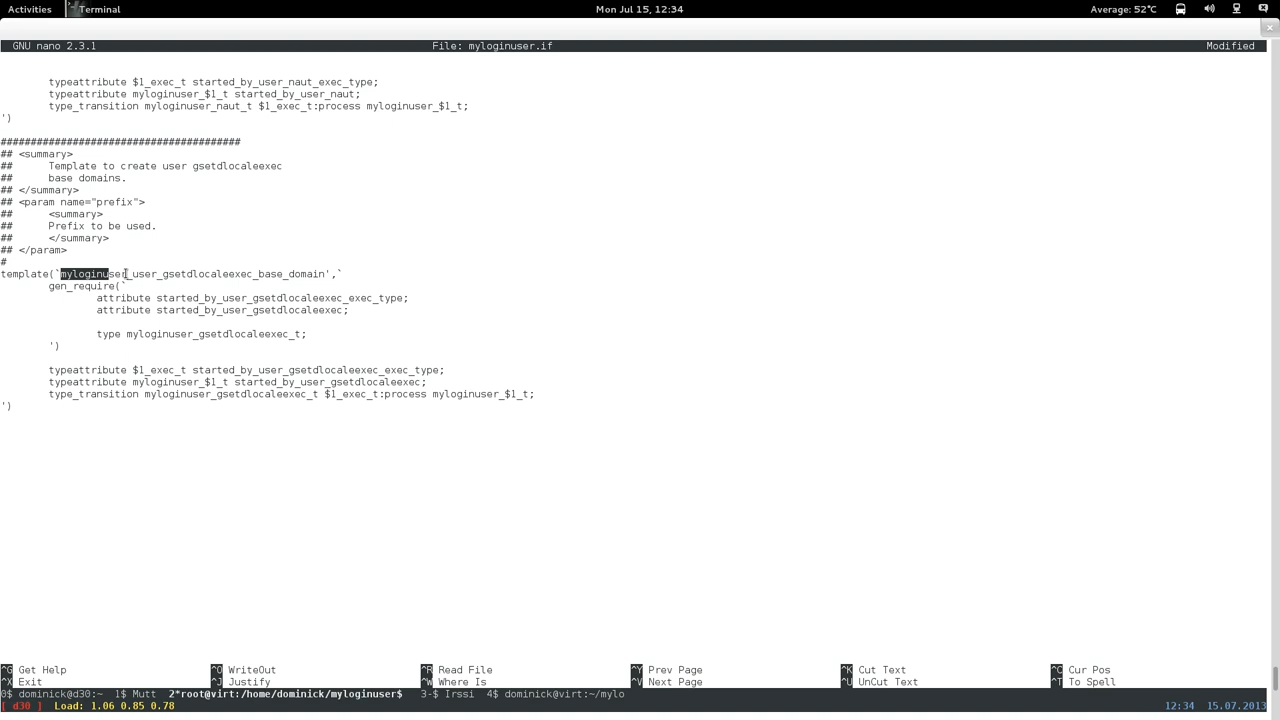 Activities Terminal Mon Jul 15, 12:34 Average: 52°C
GNU nano 2.3.1 File: myloginuser.if Modified
typeattribute $1_exec_t started_by_user_naut_exec_type;
typeattribute myloginuser_$1_t started_by_user_naut;
type_transition myloginuser_naut_t $1_exec_t:process myloginuser_$1_t;
')
########################################
## <summary>
## Template to create user gsetdlocaleexec
## base domains.
## </summary>
## <param name="prefix">
## <summary>
## Prefix to be used.
## </summary>
## </param>
#
template(`myloginuser_user_gsetdlocaleexec_base_domain',`
gen_require(`
attribute started_by_user_gsetdlocaleexec_exec_type;
attribute started_by_user_gsetdlocaleexec;
type myloginuser_gsetdlocaleexec_t;
')
typeattribute $1_exec_t started_by_user_gsetdlocaleexec_exec_type;
typeattribute myloginuser_$1_t started_by_user_gsetdlocaleexec;
type_transition myloginuser_gsetdlocaleexec_t $1_exec_t:process myloginuser_$1_t;
')
^G Get Help ^O WriteOut ^R Read File ^Y Prev Page ^K Cut Text ^C Cur Pos
^X Exit ^J Justify ^W Where Is ^V Next Page ^U UnCut Text ^T To Spell
0$ dominick@d30:~ 1$ Mutt 2*root@virt:/home/dominick/myloginuser$ 3-$ Irssi 4$ dominick@virt:~/mylo
[ d30 ] Load: 1.06 0.85 0.78 12:34 15.07.2013